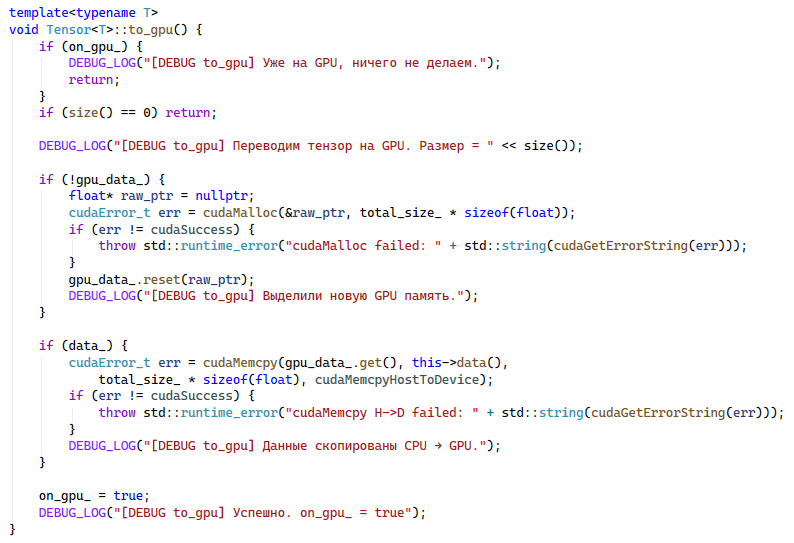 template<typename T>
void Tensor<T>::to_gpu() {
    if (on_gpu_) {
        DEBUG_LOG("[DEBUG to_gpu] Уже на GPU, ничего не делаем.");
        return;
    }
    if (size() == 0) return;

    DEBUG_LOG("[DEBUG to_gpu] Переводим тензор на GPU. Размер = " << size());

    if (!gpu_data_) {
        float* raw_ptr = nullptr;
        cudaError_t err = cudaMalloc(&raw_ptr, total_size_ * sizeof(float));
        if (err != cudaSuccess) {
            throw std::runtime_error("cudaMalloc failed: " + std::string(cudaGetErrorString(err)));
        }
        gpu_data_.reset(raw_ptr);
        DEBUG_LOG("[DEBUG to_gpu] Выделили новую GPU память.");
    }

    if (data_) {
        cudaError_t err = cudaMemcpy(gpu_data_.get(), this->data(),
            total_size_ * sizeof(float), cudaMemcpyHostToDevice);
        if (err != cudaSuccess) {
            throw std::runtime_error("cudaMemcpy H->D failed: " + std::string(cudaGetErrorString(err)));
        }
        DEBUG_LOG("[DEBUG to_gpu] Данные скопированы CPU → GPU.");
    }

    on_gpu_ = true;
    DEBUG_LOG("[DEBUG to_gpu] Успешно. on_gpu_ = true");
}